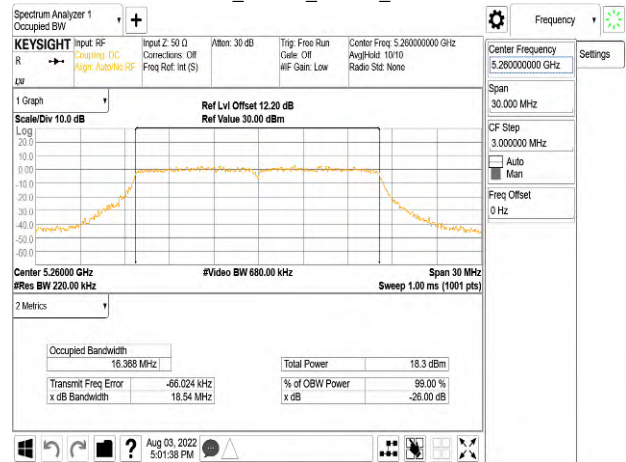 Spectrum Analyzer 1
Occupied BW
Frequency
KEYSIGHT
Input: RF
Coupling: DC
Align: Auto/No RF
Input Z: 50 Ω
Corrections: Off
Freq Ref: Int (S)
Atten: 30 dB
Trig: Free Run
Gate: Off
#IF Gain: Low
Center Freq: 5.260000000 GHz
Avg|Hold: 10/10
Radio Std: None
R
LXI
Center Frequency
5.260000000 GHz
Settings
Span
30.000 MHz
CF Step
3.000000 MHz
Auto
Man
Freq Offset
0 Hz
1 Graph
Scale/Div 10.0 dB
Ref Lvl Offset 12.20 dB
Ref Value 30.00 dBm
Log
20.0
10.0
0.00
-10.0
-20.0
-30.0
-40.0
-50.0
-60.0
Center 5.26000 GHz
#Res BW 220.00 kHz
#Video BW 680.00 kHz
Span 30 MHz
Sweep 1.00 ms (1001 pts)
2 Metrics
Occupied Bandwidth
16.368 MHz
Total Power 18.3 dBm
Transmit Freq Error -66.024 kHz
% of OBW Power 99.00 %
x dB Bandwidth 18.54 MHz
x dB -26.00 dB
?
Aug 03, 2022
5:01:38 PM